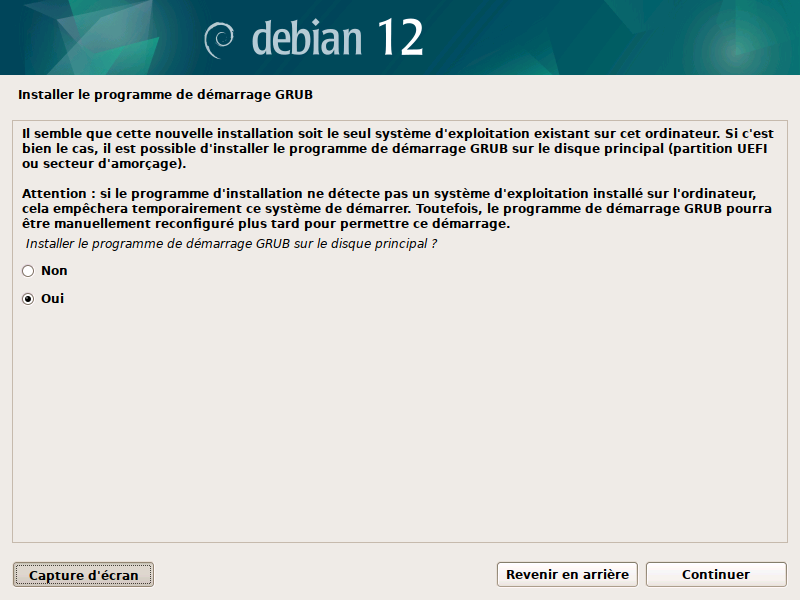 debian 12
Installer le programme de démarrage GRUB
Il semble que cette nouvelle installation soit le seul système d'exploitation existant sur cet ordinateur. Si c'est
bien le cas, il est possible d'installer le programme de démarrage GRUB sur le disque principal (partition UEFI
ou secteur d'amorçage).
Attention : si le programme d'installation ne détecte pas un système d'exploitation installé sur l'ordinateur,
cela empêchera temporairement ce système de démarrer. Toutefois, le programme de démarrage GRUB pourra
être manuellement reconfiguré plus tard pour permettre ce démarrage.
Installer le programme de démarrage GRUB sur le disque principal ?
Non
Oui
Capture d'écran
Revenir en arrière
Continuer